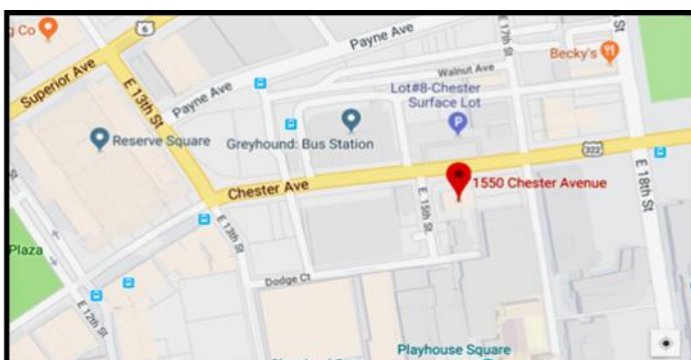 g Co
6
Superior Ave
Payne Ave
E 17th St
18th St
Becky's
Walnut Ave
E 13th St
Payne Ave
Lot#8-Chester
Surface Lot
P
Reserve Square
Greyhound: Bus Station
322
Chester Ave
1550 Chester Avenue
E 15th St
E 18th St
E 13th St
Plaza
Dodge Ct
E 12th St
Playhouse Square